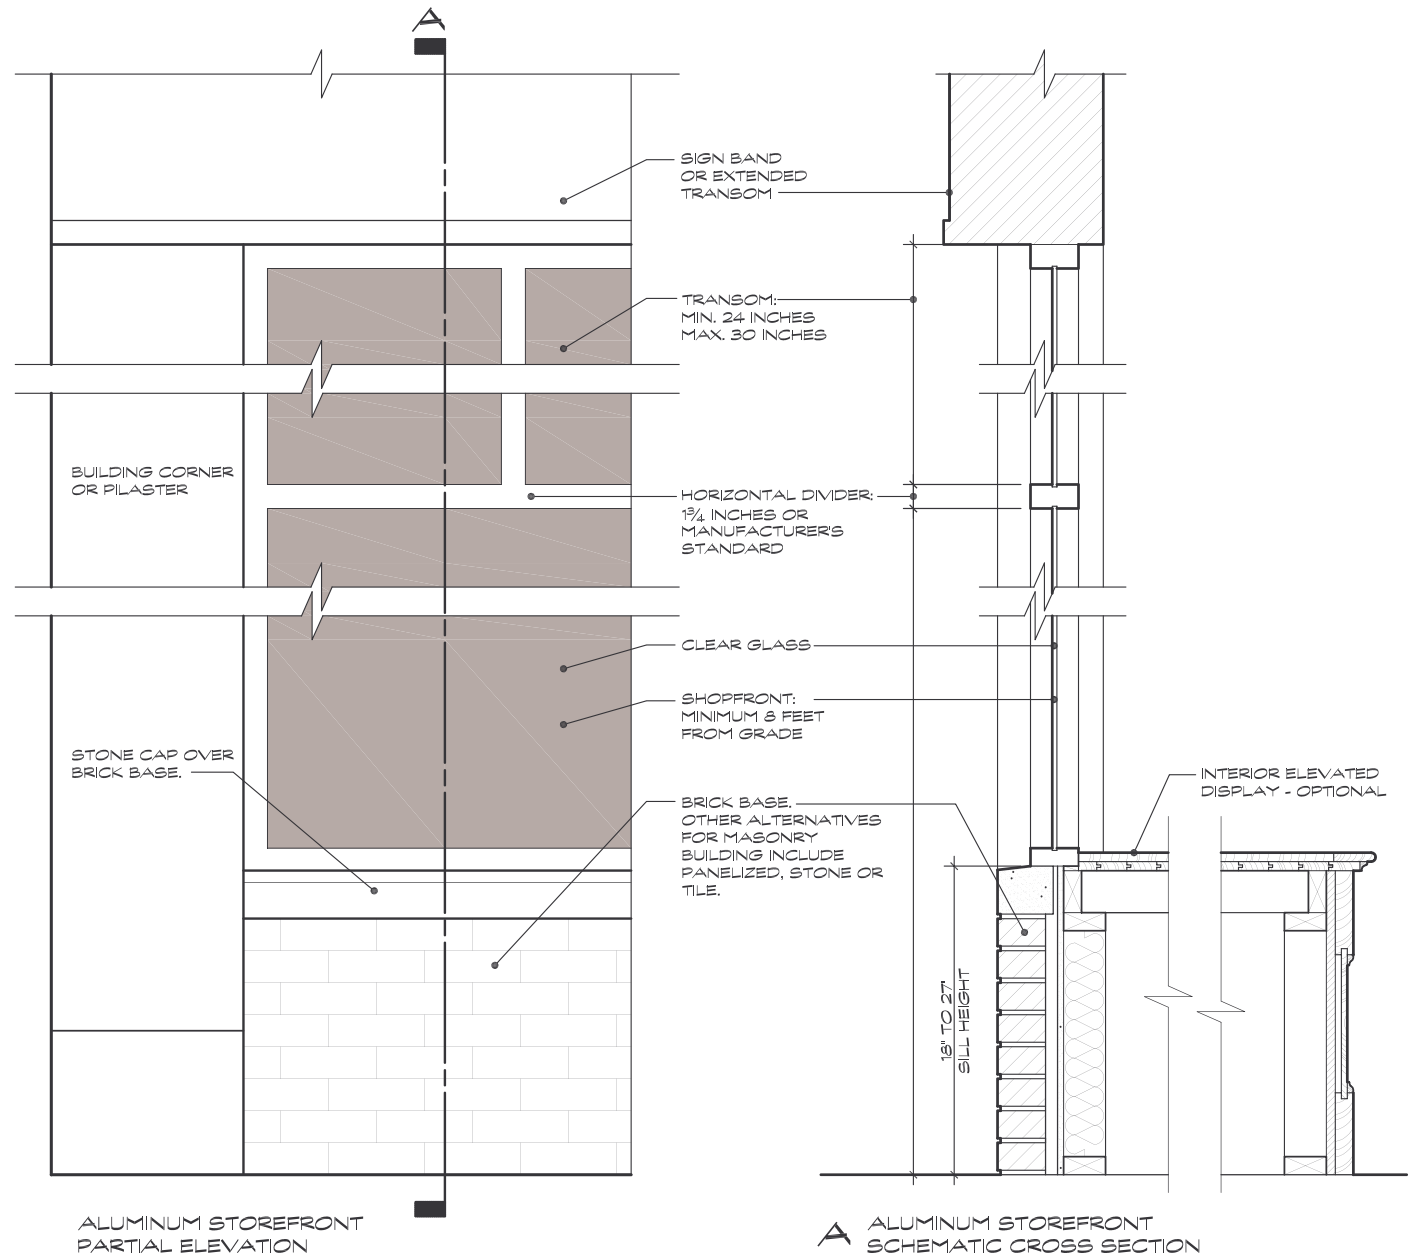 A
SIGN BAND
OR EXTENDED
TRANSOM
TRANSOM:
MIN. 24 INCHES
MAX. 30 INCHES
BUILDING CORNER
OR PILASTER
HORIZONTAL DIVIDER:
1¾ INCHES OR
MANUFACTURER'S
STANDARD
CLEAR GLASS
SHOPFRONT:
MINIMUM 8 FEET
FROM GRADE
STONE CAP OVER
BRICK BASE.
BRICK BASE.
OTHER ALTERNATIVES
FOR MASONRY
BUILDING INCLUDE
PANELIZED, STONE OR
TILE.
INTERIOR ELEVATED
DISPLAY - OPTIONAL
18" TO 27"
SILL HEIGHT
ALUMINUM STOREFRONT
PARTIAL ELEVATION
A
ALUMINUM STOREFRONT
SCHEMATIC CROSS SECTION